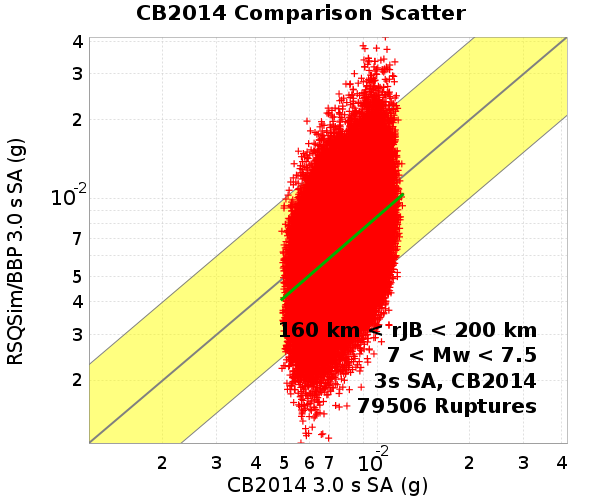 CB2014 Comparison Scatter
RSQSim/BBP 3.0 s SA (g)
4
3
2
10-2
7
5
4
3
2
160 km < rJB < 200 km
7 < Mw < 7.5
3s SA, CB2014
79506 Ruptures
2 3 4 5 6 7 10-2 2 3 4
CB2014 3.0 s SA (g)